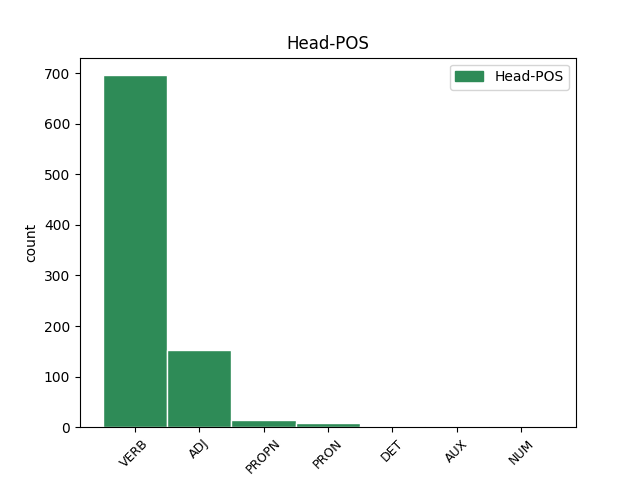 Head-POS
Head-POS
700
600
500
400
300
200
100
0
count
VERB
ADJ
PROPN
PRON
DET
AUX
NUM